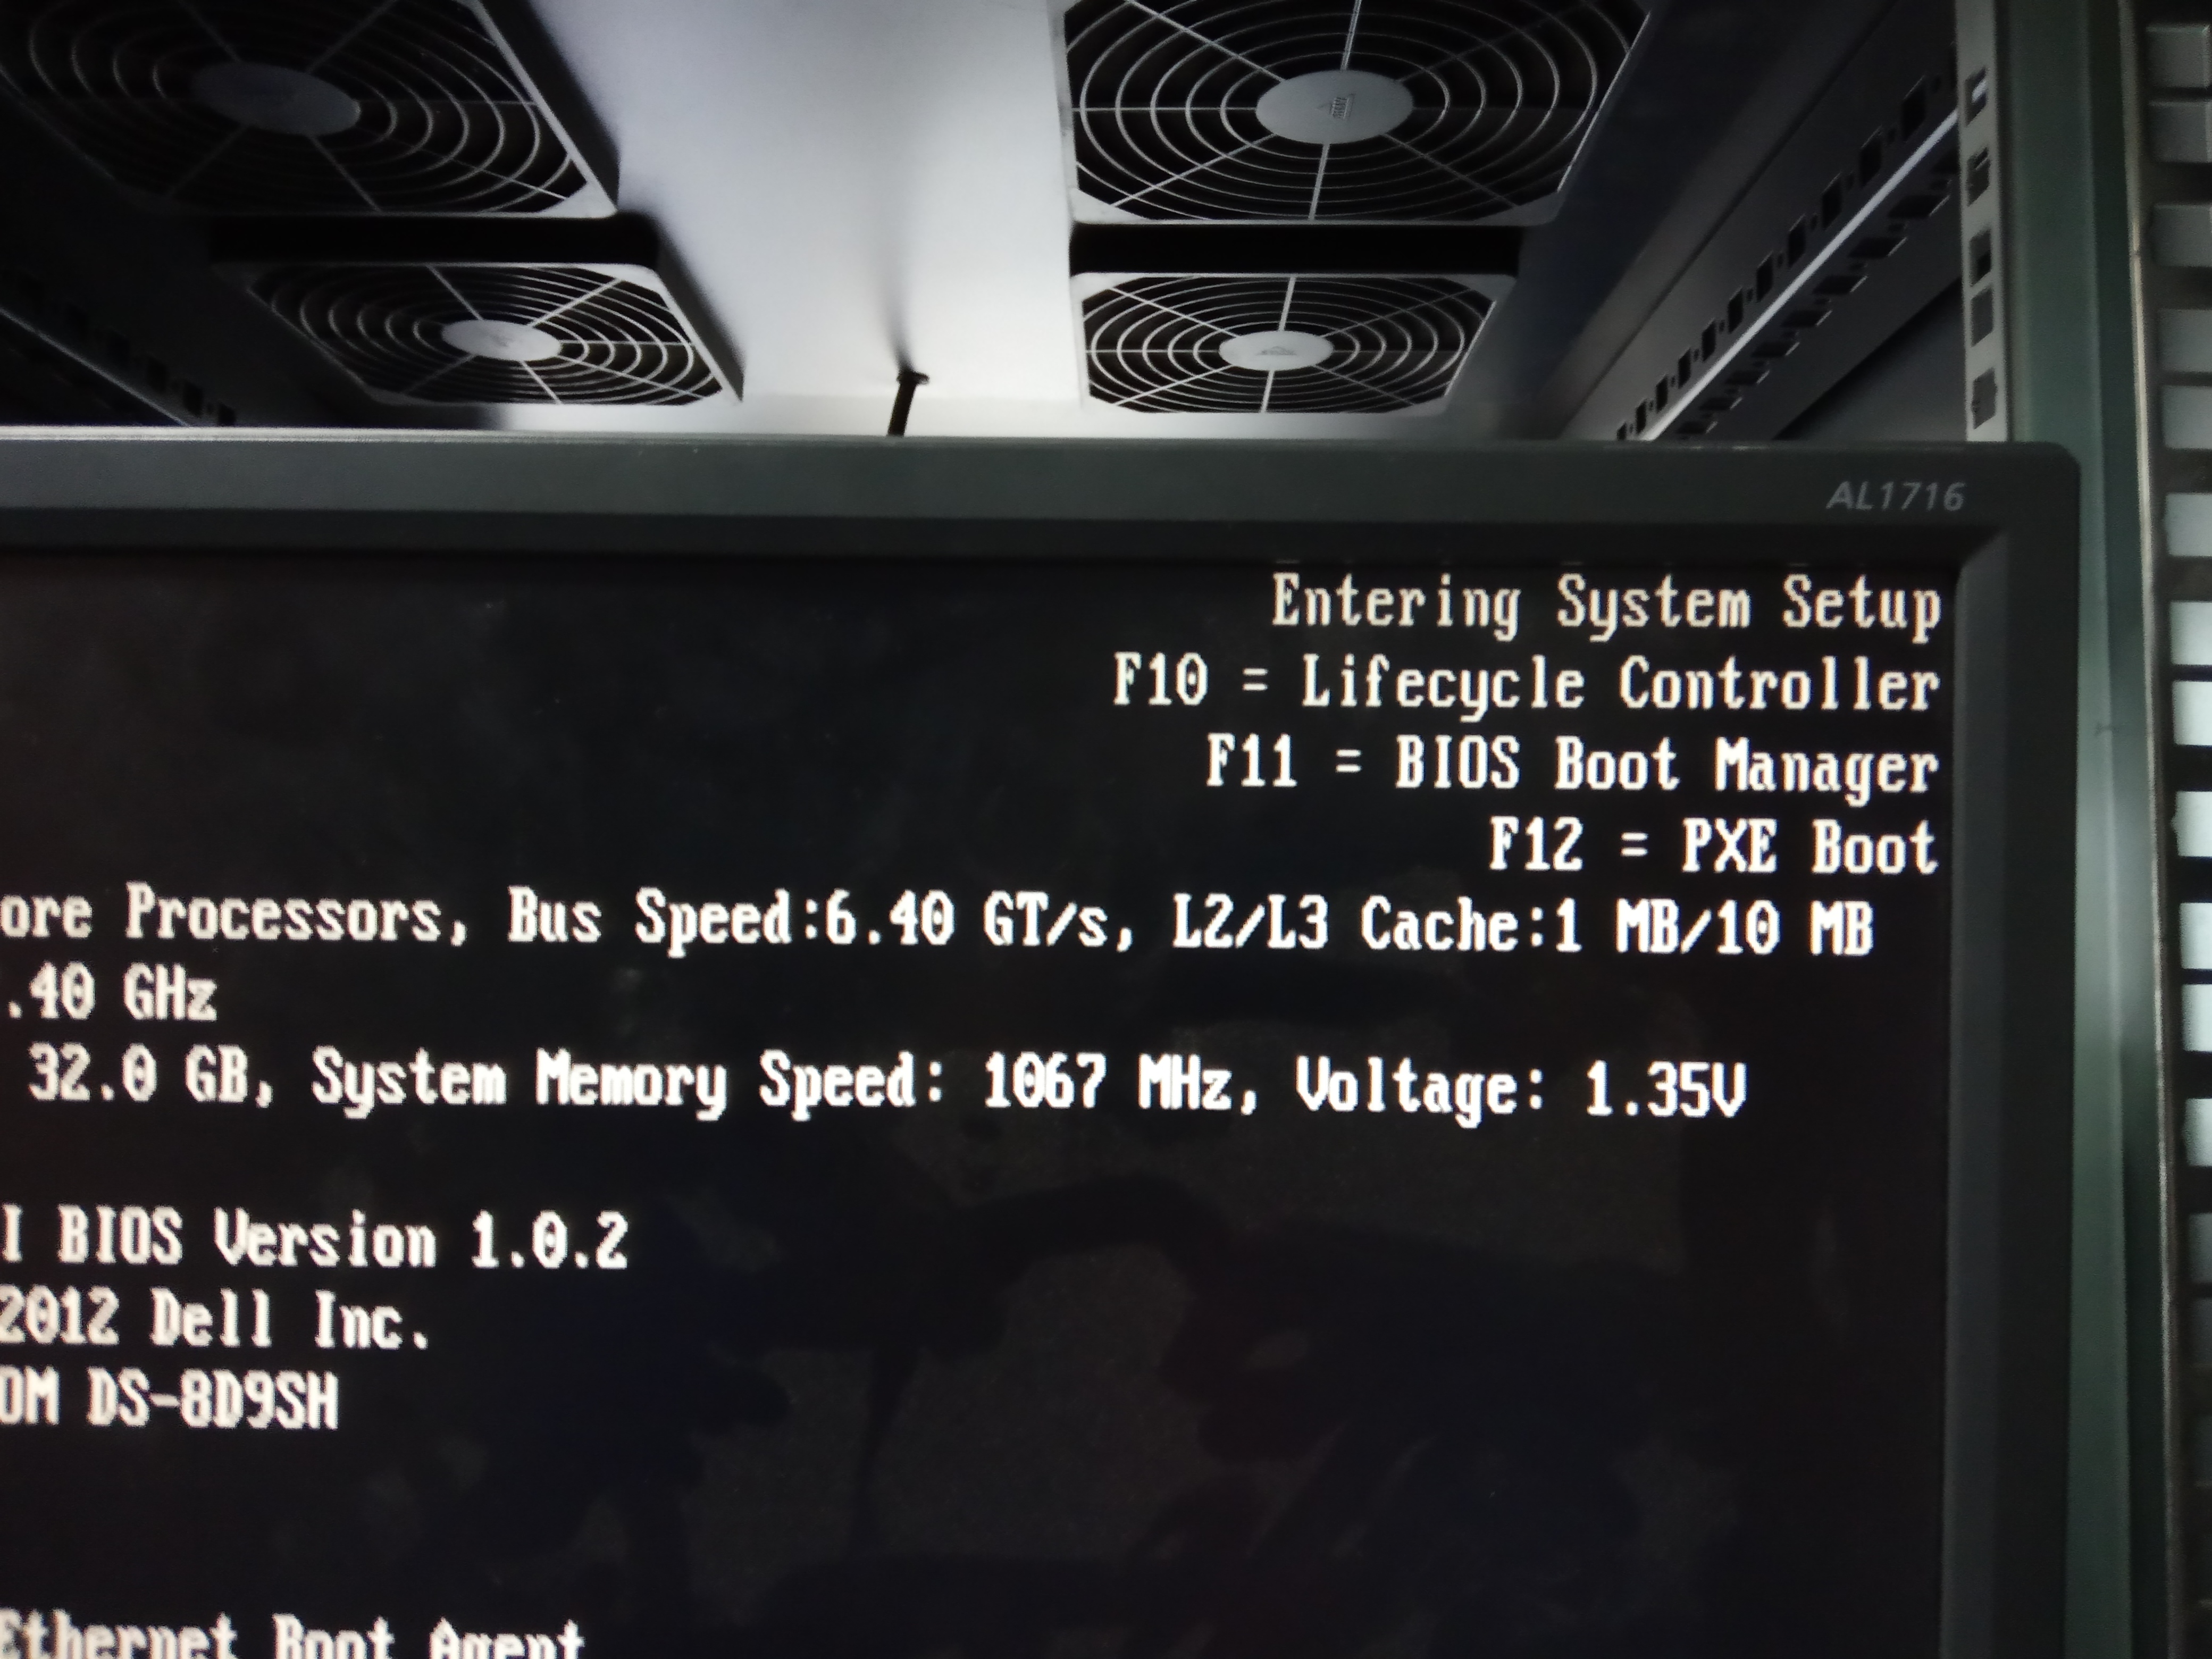 AL1716
Entering System Setup
F10 = Lifecycle Controller
F11 = BIOS Boot Manager
F12 = PXE Boot
ore Processors, Bus Speed:6.40 GT/s, L2/L3 Cache:1 MB/10 MB
.40 GHz
32.0 GB, System Memory Speed: 1067 MHz, Voltage: 1.35V
I BIOS Version 1.0.2
2012 Dell Inc.
OM DS-8D9SH
Ethernet Boot Agent